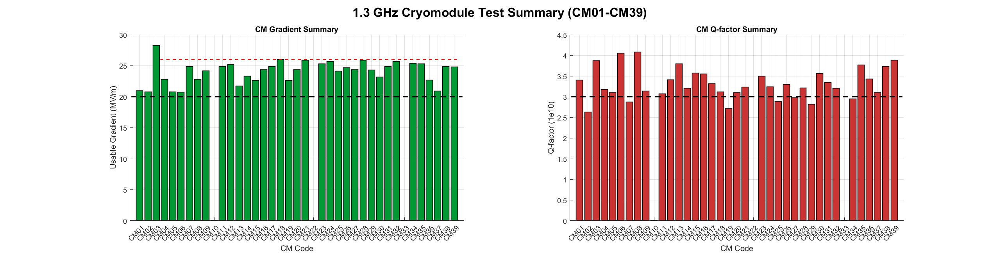 1.3 GHz Cryomodule Test Summary (CM01-CM39)
CM Gradient Summary
Usable Gradient (MV/m)
30
25
20
15
10
5
0
CM01 CM02 CM03 CM04 CM05 CM06 CM07 CM08 CM09 CM10 CM11 CM12 CM13 CM14 CM15 CM16 CM17 CM18 CM19 CM20 CM21 CM22 CM23 CM24 CM25 CM26 CM27 CM28 CM29 CM30 CM31 CM32 CM33 CM34 CM35 CM36 CM37 CM38 CM39
CM Code
CM Q-factor Summary
Q-factor (1e10)
4.5
4
3.5
3
2.5
2
1.5
1
0.5
0
CM01 CM02 CM03 CM04 CM05 CM06 CM07 CM08 CM09 CM10 CM11 CM12 CM13 CM14 CM15 CM16 CM17 CM18 CM19 CM20 CM21 CM22 CM23 CM24 CM25 CM26 CM27 CM28 CM29 CM30 CM31 CM32 CM33 CM34 CM35 CM36 CM37 CM38 CM39
CM Code